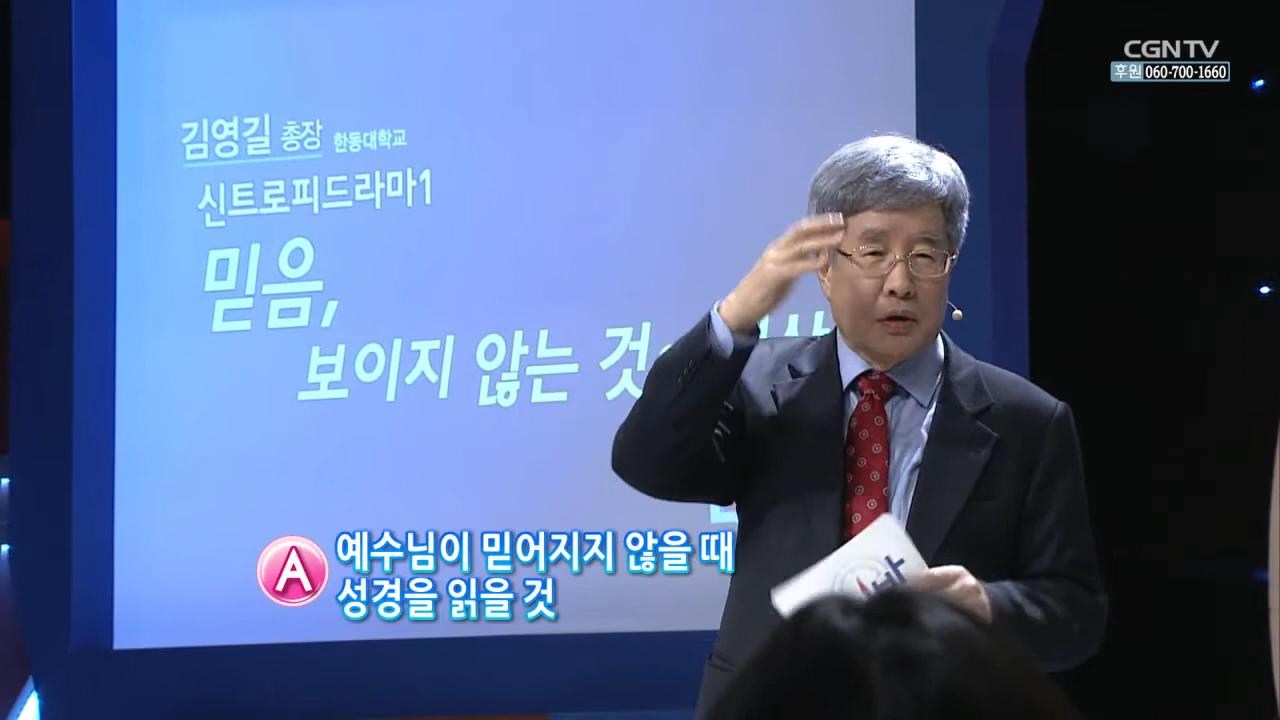 CGNTV
후원 060-700-1660
김영길 총장 한동대학교
신트로피드라마1
믿음,
보이지 않는 것
A
예수님이 믿어지지 않을 때
성경을 읽을 것